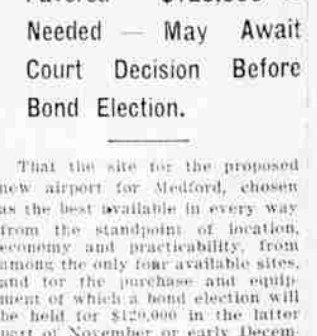 Needed — May Await
Court Decision Before
Bond Election.
That the site for the proposed
new airport for Medford, chosen
as the best available in every way
from the standpoint of location,
economy and practicability, from
among the only four available sites,
and for the purchase and equip-
ment of which a bond election will
be held for $120,000 in the latter
part of November or early Decem-